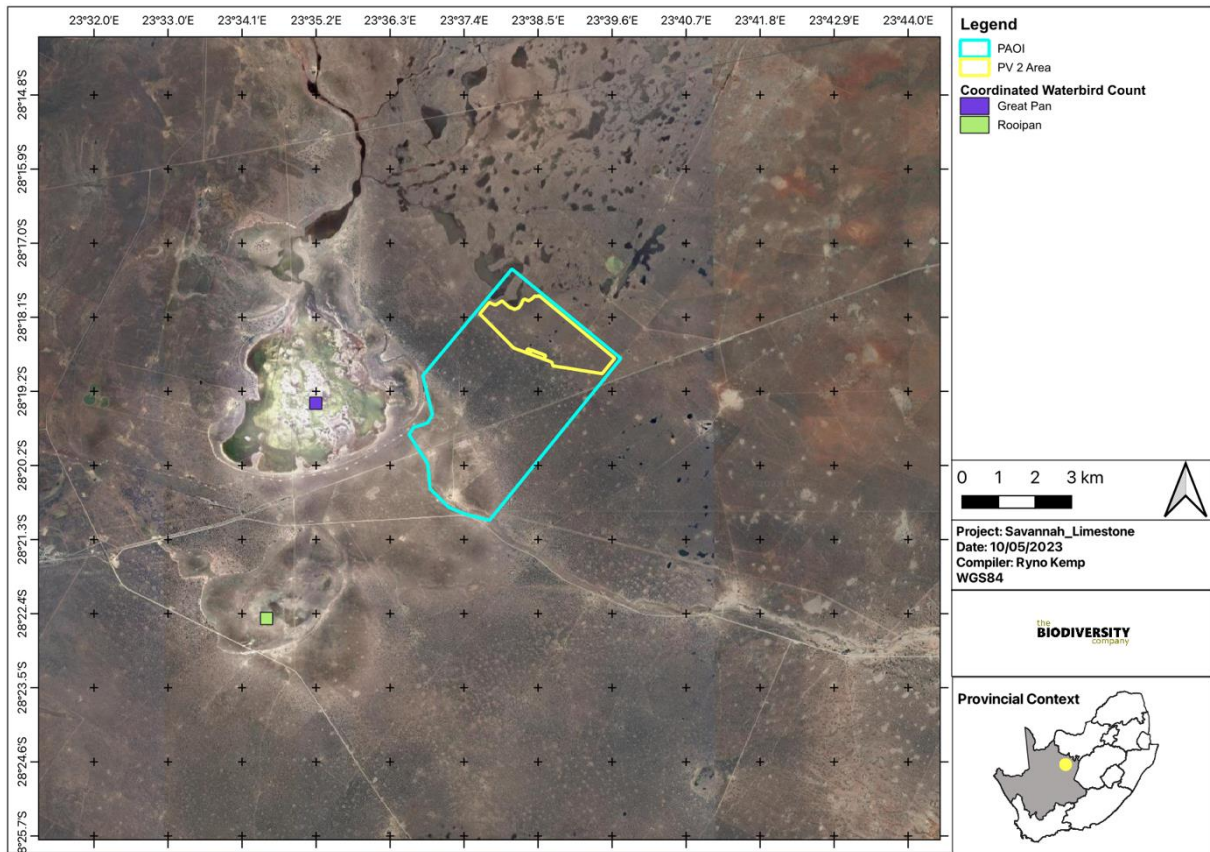 23°32.0'E 23°33.0'E 23°34.1'E 23°35.2'E 23°36.3'E 23°37.4'E 23°38.5'E 23°39.6'E 23°40.7'E 23°41.8'E 23°42.9'E 23°44.0'E
28°14.8'S
28°15.9'S
28°17.0'S
28°18.1'S
28°19.2'S
28°20.2'S
28°21.3'S
28°22.4'S
28°23.5'S
28°24.6'S
28°25.7'S
Legend
PAOI
PV 2 Area
Coordinated Waterbird Count
Great Pan
Rooipan
0 1 2 3 km
Project: Savannah_Limestone
Date: 10/05/2023
Compiler: Ryno Kemp
WGS84
the
BIODIVERSITY
company
Provincial Context